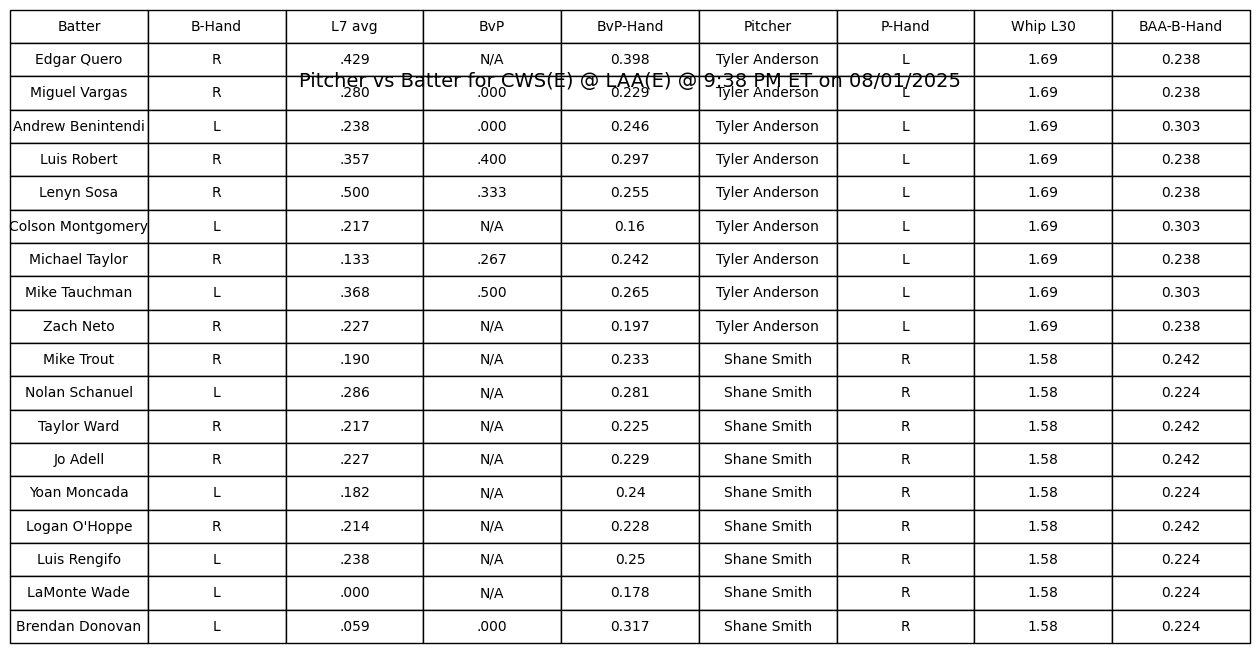 Batter B-Hand L7 avg BvP BvP-Hand Pitcher P-Hand Whip L30 BAA-B-Hand
Edgar Quero R .429 N/A 0.398 Tyler Anderson L 1.69 0.238
Pitcher vs Batter for CWS(E) @ LAA(E) @ 9:38 PM ET on 08/01/2025
Miguel Vargas R .280 .000 0.229 Tyler Anderson L 1.69 0.238
Andrew Benintendi L .238 .000 0.246 Tyler Anderson L 1.69 0.303
Luis Robert R .357 .400 0.297 Tyler Anderson L 1.69 0.238
Lenyn Sosa R .500 .333 0.255 Tyler Anderson L 1.69 0.238
Colson Montgomery L .217 N/A 0.16 Tyler Anderson L 1.69 0.303
Michael Taylor R .133 .267 0.242 Tyler Anderson L 1.69 0.238
Mike Tauchman L .368 .500 0.265 Tyler Anderson L 1.69 0.303
Zach Neto R .227 N/A 0.197 Tyler Anderson L 1.69 0.238
Mike Trout R .190 N/A 0.233 Shane Smith R 1.58 0.242
Nolan Schanuel L .286 N/A 0.281 Shane Smith R 1.58 0.224
Taylor Ward R .217 N/A 0.225 Shane Smith R 1.58 0.242
Jo Adell R .227 N/A 0.229 Shane Smith R 1.58 0.242
Yoan Moncada L .182 N/A 0.24 Shane Smith R 1.58 0.224
Logan O'Hoppe R .214 N/A 0.228 Shane Smith R 1.58 0.242
Luis Rengifo L .238 N/A 0.25 Shane Smith R 1.58 0.224
LaMonte Wade L .000 N/A 0.178 Shane Smith R 1.58 0.224
Brendan Donovan L .059 .000 0.317 Shane Smith R 1.58 0.224